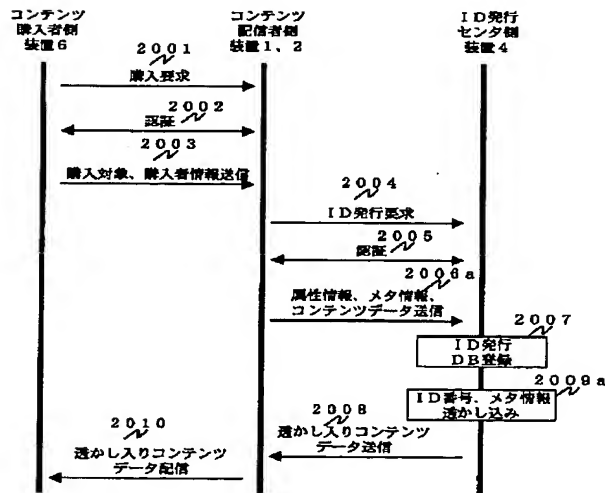 コンテンツ
購入者側
装置6
コンテンツ
配信者側
装置1、2
ID発行
センタ側
装置4
2001
購入要求
2002
認証
2003
購入対象、購入者情報送信
2004
ID発行要求
2005
認証
2006a
属性情報、メタ情報、
コンテンツデータ送信
2007
ID発行
DB登録
2009a
ID番号、メタ情報
透かし込み
2008
透かし入りコンテンツ
データ送信
2010
透かし入りコンテンツ
データ配信